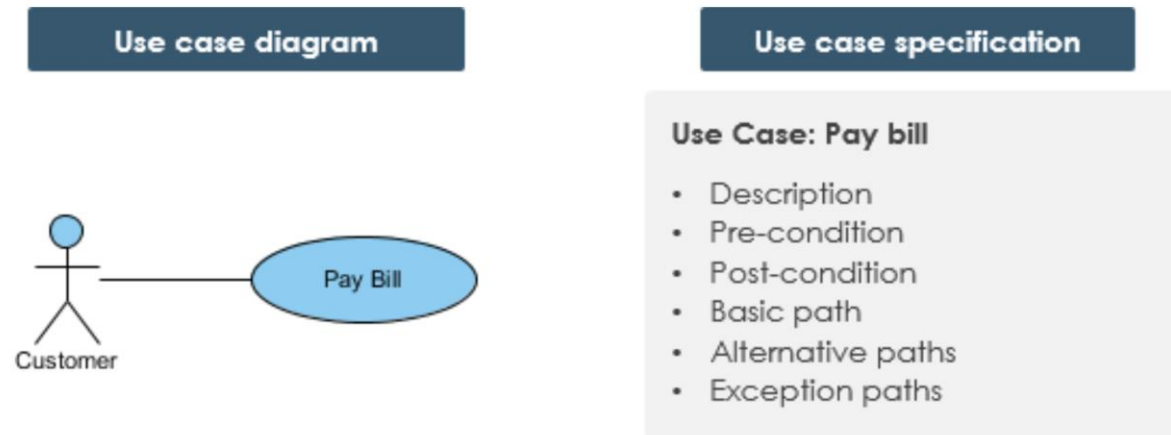 Use case diagram
Customer
Pay Bill
Use case specification
Use Case: Pay bill
• Description
• Pre-condition
• Post-condition
• Basic path
• Alternative paths
• Exception paths